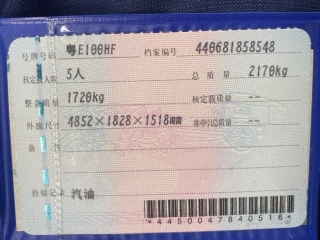 号牌号码 粤E100HF 档案编号 440681858548
核定载人数 5人 总质量 2170kg
整备质量 1720kg 核定载质量 --
外廓尺寸 4852×1828×1518mm 准牵引总质量 --
备
检验记录 汽油
*4450047840516*